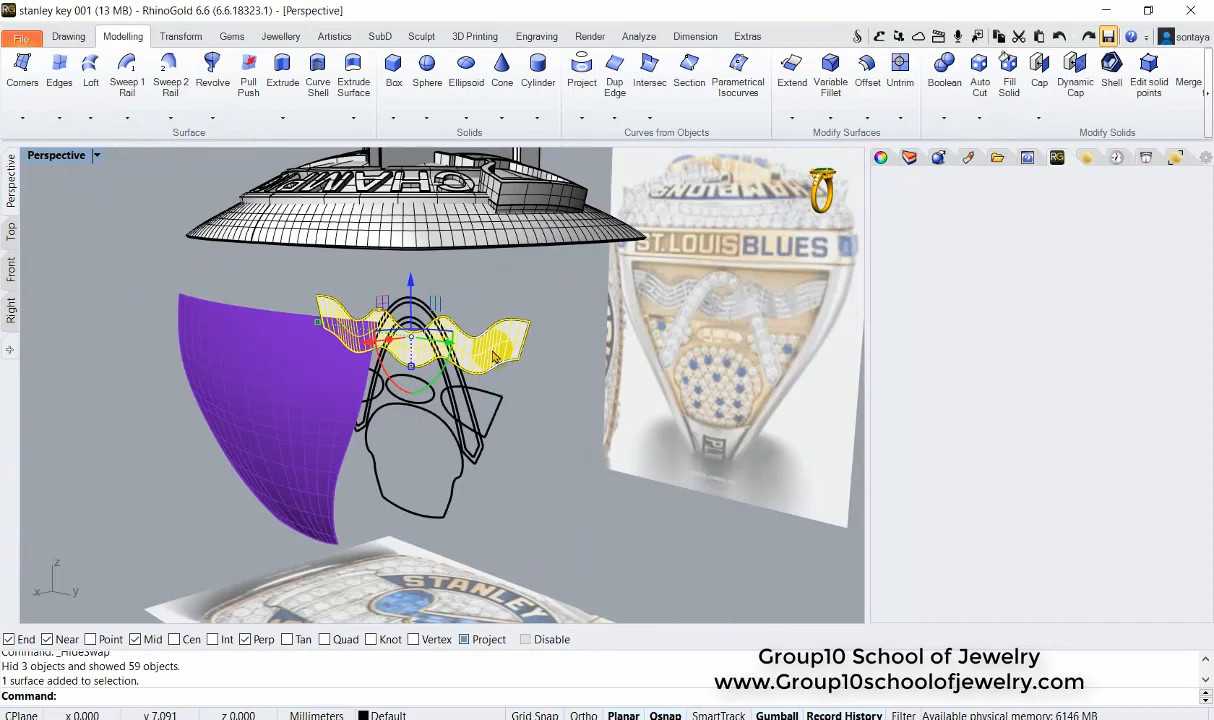 stanley key 001 (13 MB) - RhinoGold 6.6 (6.6.18323.1) - [Perspective]
File Drawing Modelling Transform Gems Jewellery Artistics SubD Sculpt 3D Printing Engraving Render Analyze Dimension Extras sontaya
Corners Edges Loft Sweep 1 Rail Sweep 2 Rail Revolve Pull Push Extrude Curve Shell Extrude Surface Box Sphere Ellipsoid Cone Cylinder Project Dup Edge Intersec Section Parametrical Isocurves Extend Variable Fillet Offset Untrim Boolean Auto Cut Fill Solid Cap Dynamic Cap Shell Edit solid points Merge
Surface Solids Curves from Objects Modify Surfaces Modify Solids
Perspective
Perspective
Top
Front
Right
ST.LOUIS BLUES
STANLEY
z
x y
End Near Point Mid Cen Int Perp Tan Quad Knot Vertex Project Disable
Command: _HideSwap
Hid 3 objects and showed 59 objects.
1 surface added to selection.
Command:
Group10 School of Jewelry
www.Group10schoolofjewelry.com
CPlane x 0.000 y 7.091 z 0.000 Millimeters Default Grid Snap Ortho Planar Osnap SmartTrack Gumball Record History Filter Available physical memory: 6146 MB